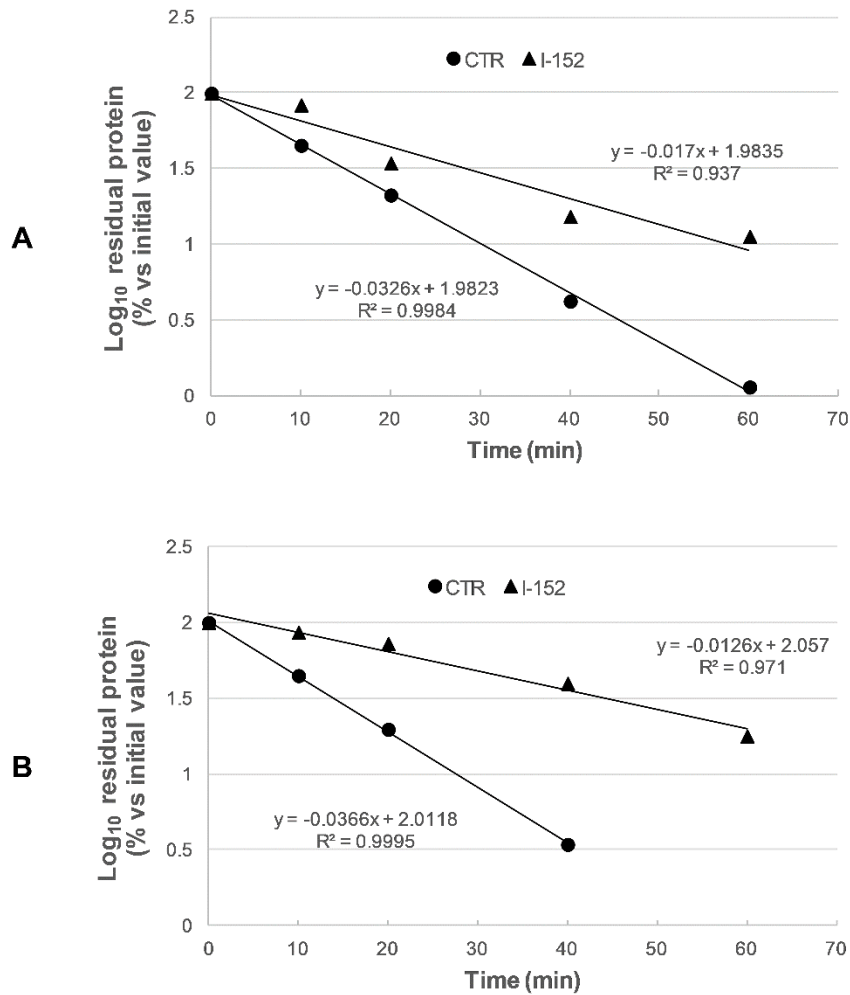 A
Log10 residual protein
(% vs initial value)
2.5
2
1.5
1
0.5
0
CTR I-152
y = -0.017x + 1.9835
R² = 0.937
y = -0.0326x + 1.9823
R² = 0.9984
0 10 20 30 40 50 60 70
Time (min)
B
Log10 residual protein
(% vs initial value)
2.5
2
1.5
1
0.5
0
CTR I-152
y = -0.0126x + 2.057
R² = 0.971
y = -0.0366x + 2.0118
R² = 0.9995
0 10 20 30 40 50 60 70
Time (min)